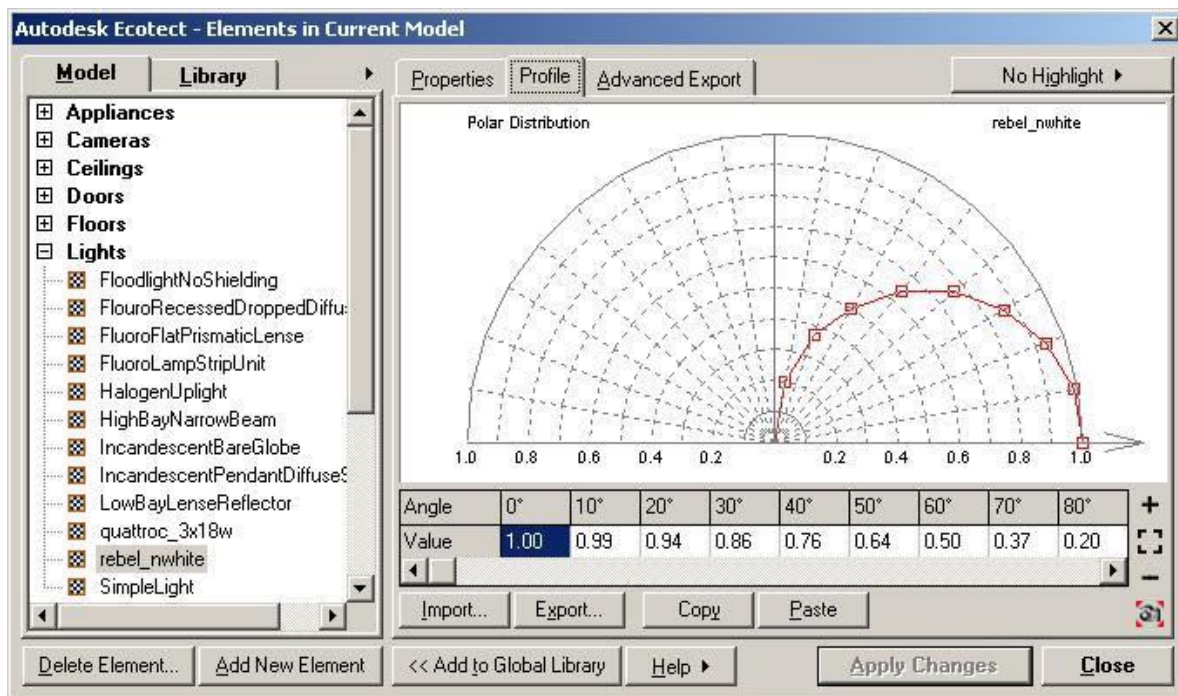 Autodesk Ecotect - Elements in Current Model
Model Library
Appliances
Cameras
Ceilings
Doors
Floors
Lights
FloodlightNoShielding
FlouroRecessedDroppedDiffu
FluoroFlatPrismaticLense
FluoroLampStripUnit
HalogenUplight
HighBayNarrowBeam
IncandescentBareGlobe
IncandescentPendantDiffuseS
LowBayLenseReflector
quattroc_3x18w
rebel_nwhite
SimpleLight
Delete Element... Add New Element
Properties Profile Advanced Export No Highlight
Polar Distribution rebel_nwhite
1.0 0.8 0.6 0.4 0.2 0.2 0.4 0.6 0.8 1.0
Angle 0° 10° 20° 30° 40° 50° 60° 70° 80°
Value 1.00 0.99 0.94 0.86 0.76 0.64 0.50 0.37 0.20
Import... Export... Copy Paste
<< Add to Global Library Help Apply Changes Close